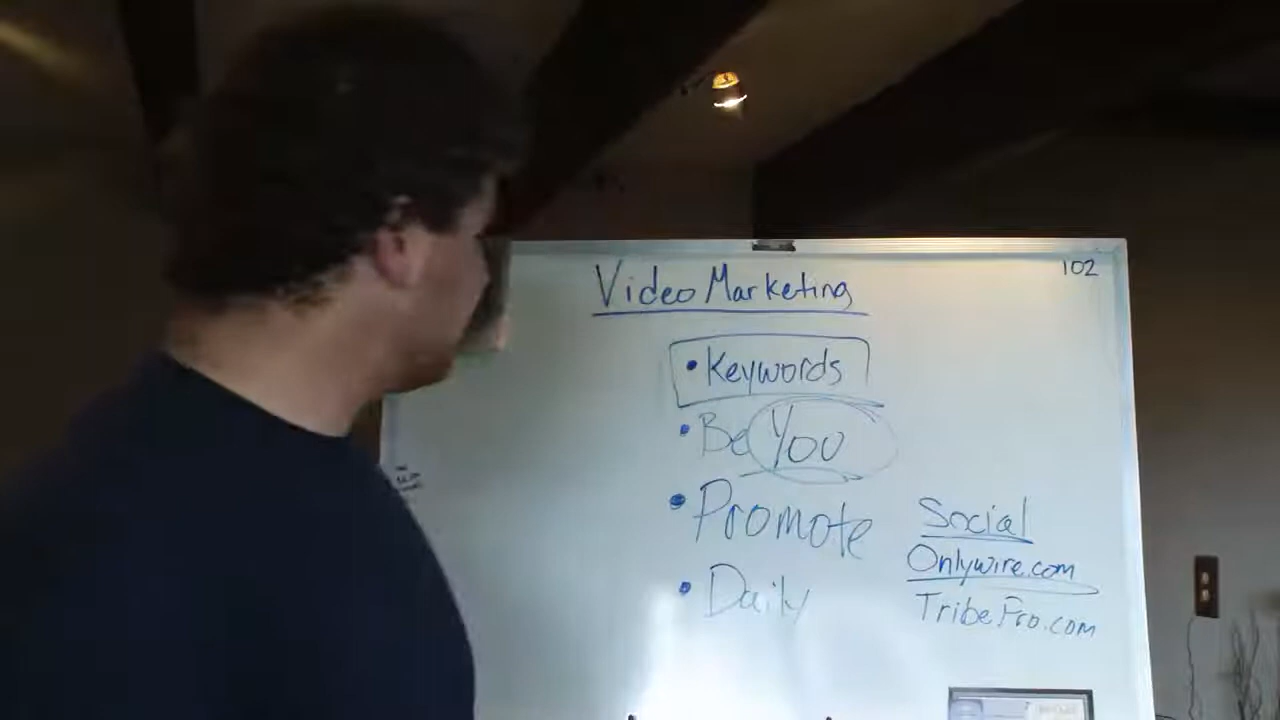 102
Video Marketing
• Keywords
• Be You
• Promote
• Daily
Social
Onlywire.com
TribePro.com